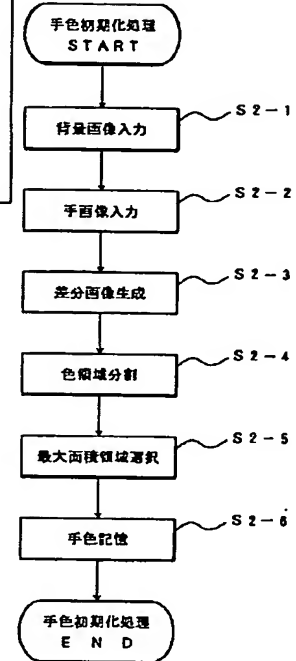 手色初期化処理
START
背景画像入力
S2-1
手画像入力
S2-2
差分画像生成
S2-3
色領域分割
S2-4
最大面積領域選択
S2-5
手色記憶
S2-6
手色初期化処理
END